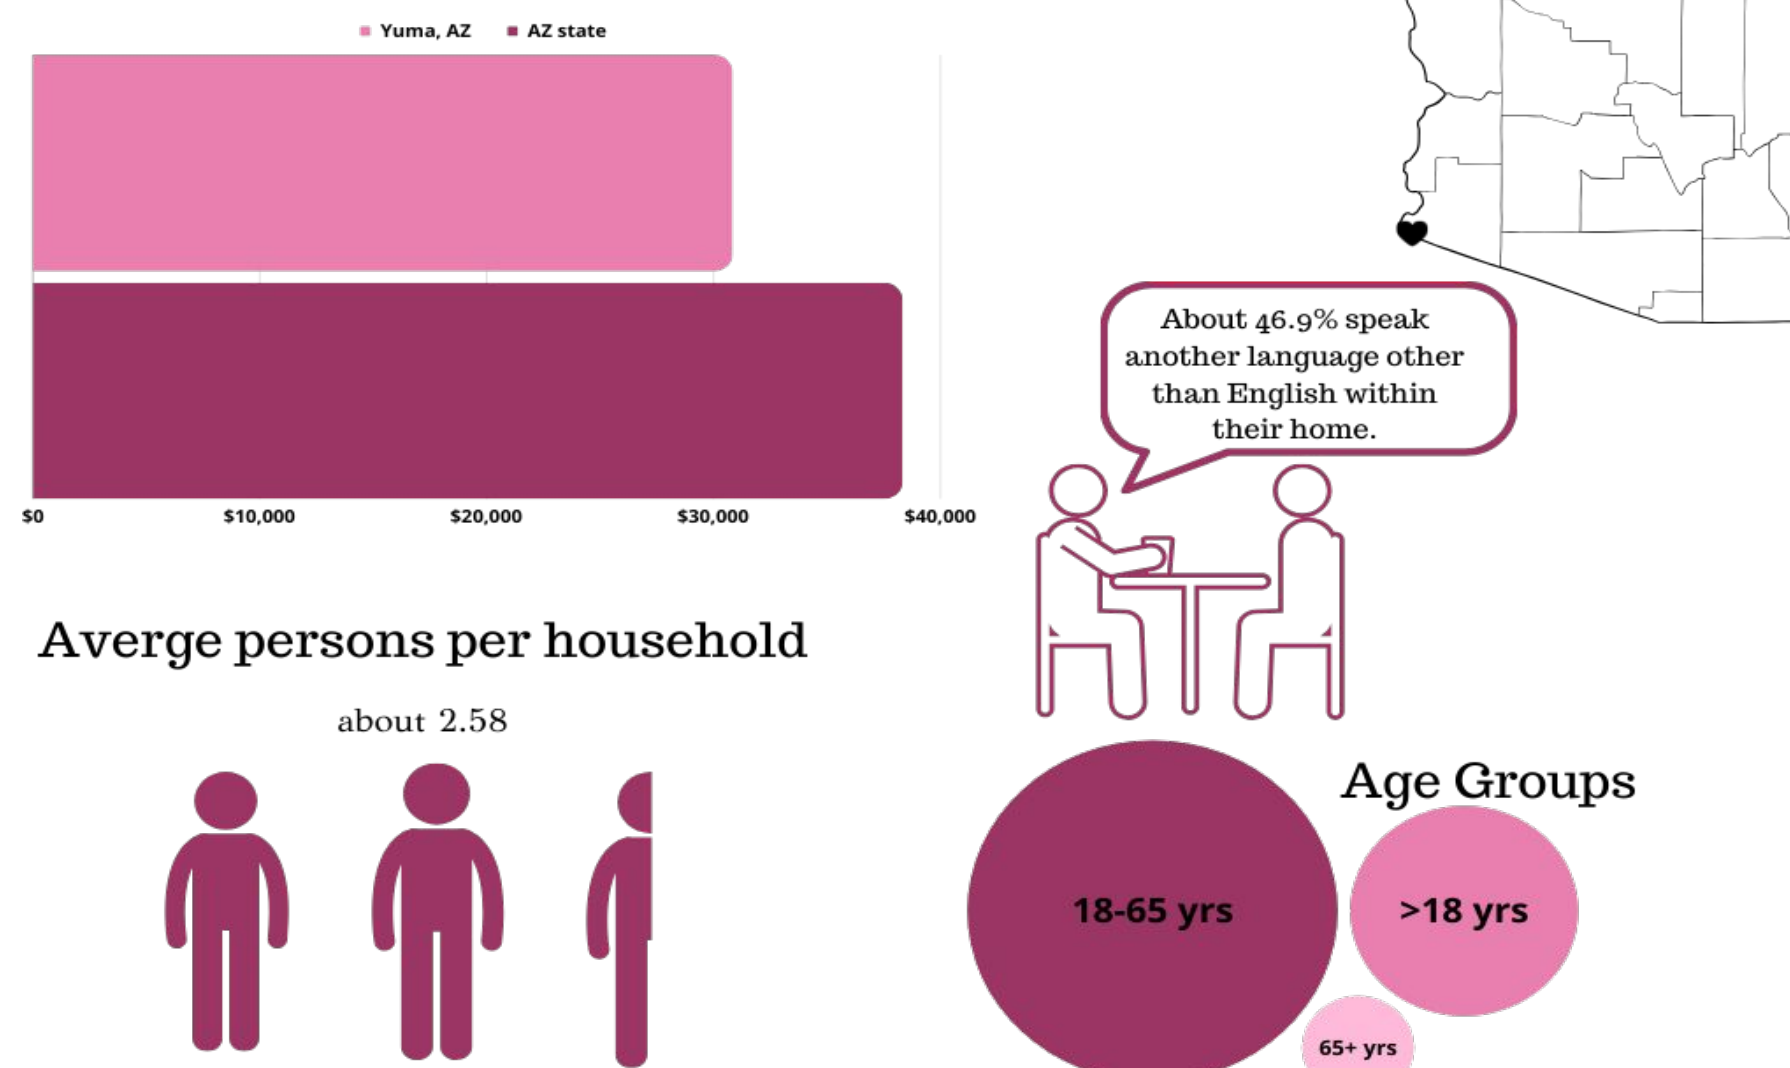 Yuma, AZ AZ state
$0 $10,000 $20,000 $30,000 $40,000
About 46.9% speak
another language other
than English within
their home.
Averge persons per household
about 2.58
Age Groups
18-65 yrs
>18 yrs
65+ yrs